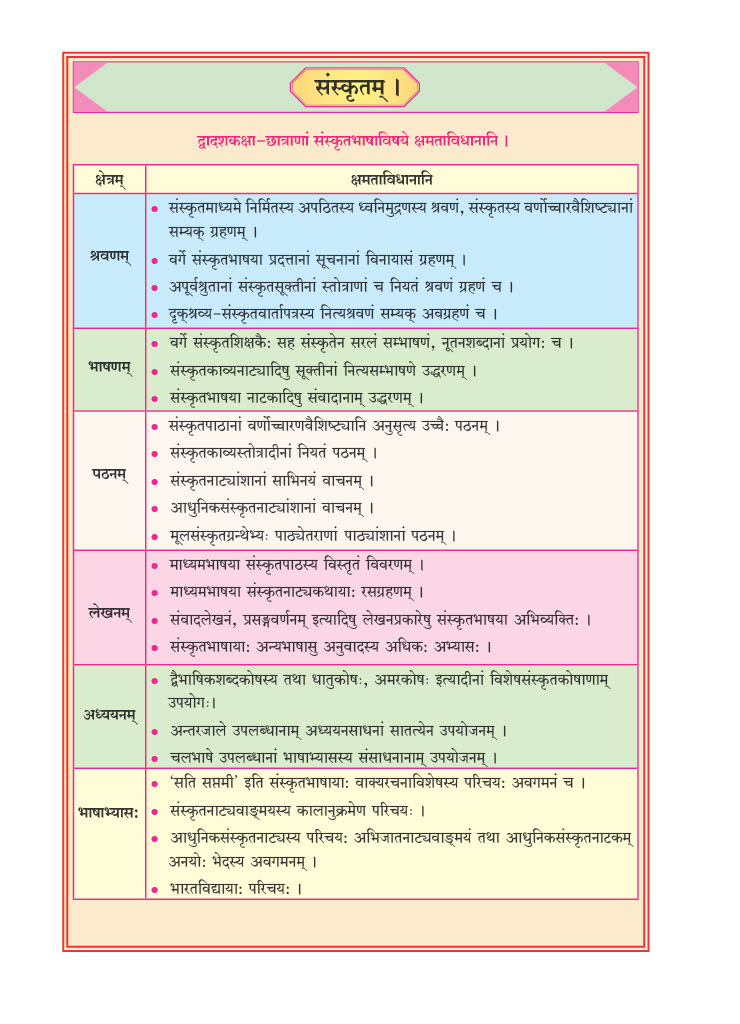 संस्कृतम् ।
द्वादशकक्षा-छात्राणां संस्कृतभाषाविषये क्षमताविधानानि ।
क्षेत्रम्
क्षमताविधानानि
श्रवणम्
• संस्कृतमाध्यमे निर्मितस्य अपठितस्य ध्वनिमुद्रणस्य श्रवणं, संस्कृतस्य वर्णोच्चारवैशिष्ट्यानां
सम्यक् ग्रहणम् ।
• वर्गे संस्कृतभाषया प्रदत्तानां सूचनानां विनायासं ग्रहणम् ।
• अपूर्वश्रुतानां संस्कृतसूक्तीनां स्तोत्राणां च नियतं श्रवणं ग्रहणं च ।
• दृक्श्रव्य-संस्कृतवार्तापत्रस्य नित्यश्रवणं सम्यक् अवग्रहणं च ।
भाषणम्
• वर्गे संस्कृतशिक्षकैः सह संस्कृतेन सरलं सम्भाषणं, नूतनशब्दानां प्रयोगः च ।
• संस्कृतकाव्यनाट्यादिषु सूक्तीनां नित्यसम्भाषणे उद्धरणम् ।
• संस्कृतभाषया नाटकादिषु संवादानाम् उद्धरणम् ।
पठनम्
• संस्कृतपाठानां वर्णोच्चारणवैशिष्ट्यानि अनुसृत्य उच्चैः पठनम् ।
• संस्कृतकाव्यस्तोत्रादीनां नियतं पठनम् ।
• संस्कृतनाट्यांशानां साभिनयं वाचनम् ।
• आधुनिकसंस्कृतनाट्यांशानां वाचनम् ।
• मूलसंस्कृतग्रन्थेभ्यः पाठ्येतराणां पाठ्यांशानां पठनम् ।
लेखनम्
• माध्यमभाषया संस्कृतपाठस्य विस्तृतं विवरणम् ।
• माध्यमभाषया संस्कृतनाट्यकथायाः रसग्रहणम् ।
• संवादलेखनं, प्रसङ्गवर्णनम् इत्यादिषु लेखनप्रकारेषु संस्कृतभाषया अभिव्यक्तिः ।
• संस्कृतभाषायाः अन्यभाषासु अनुवादस्य अधिकः अभ्यासः ।
अध्ययनम्
• द्वैभाषिकशब्दकोषस्य तथा धातुकोषः, अमरकोषः इत्यादीनां विशेषसंस्कृतकोषाणाम्
उपयोगः।
• अन्तरजाले उपलब्धानाम् अध्ययनसाधनां सातत्येन उपयोजनम् ।
• चलभाषे उपलब्धानां भाषाभ्यासस्य संसाधनानाम् उपयोजनम् ।
भाषाभ्यासः
• 'सति सप्तमी' इति संस्कृतभाषायाः वाक्यरचनाविशेषस्य परिचयः अवगमनं च ।
• संस्कृतनाट्यवाङ्मयस्य कालानुक्रमेण परिचयः ।
• आधुनिकसंस्कृतनाट्यस्य परिचयः अभिजातनाट्यवाङ्मयं तथा आधुनिकसंस्कृतनाटकम्
अनयोः भेदस्य अवगमनम् ।
• भारतविद्यायाः परिचयः ।